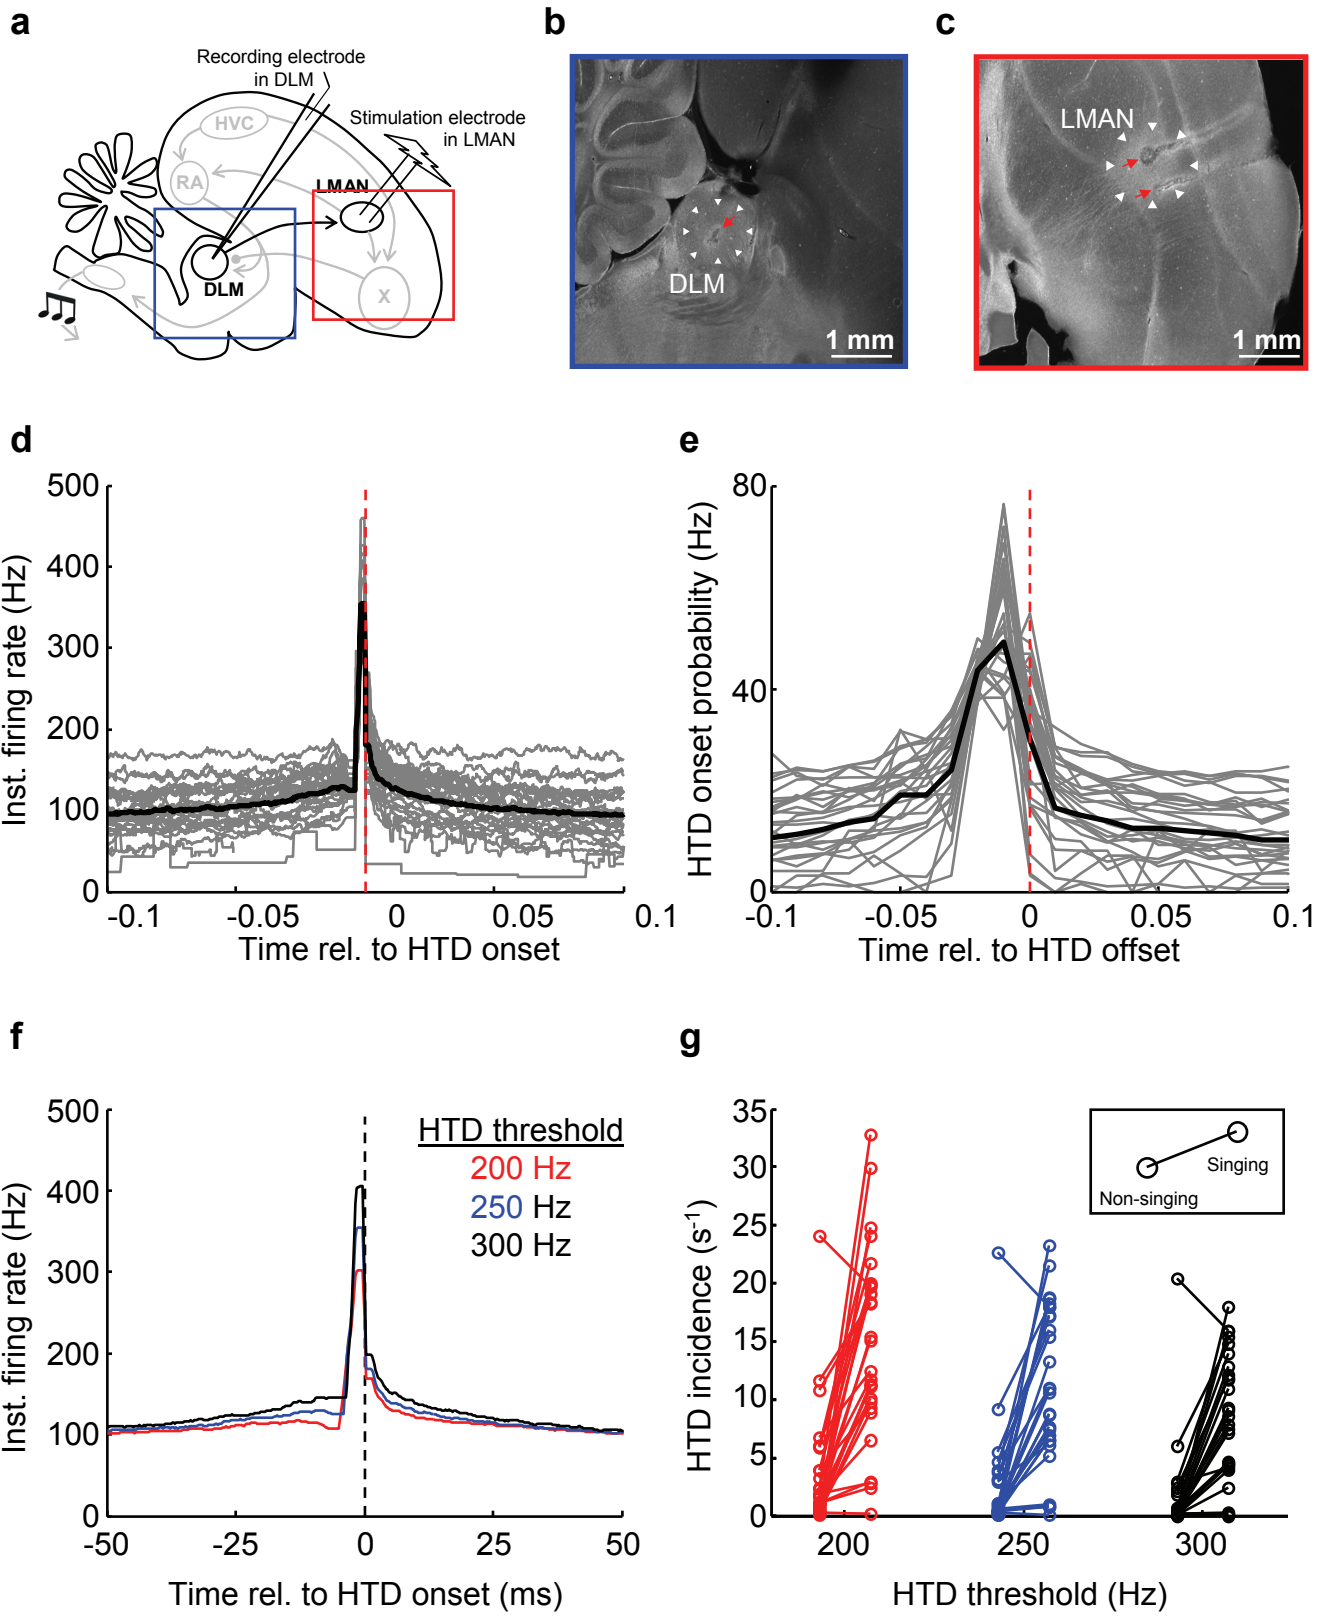 a
Recording electrode
in DLM
Stimulation electrode
in LMAN
HVC
RA
LMAN
DLM
X
b
DLM
1 mm
c
LMAN
1 mm
d
500
400
300
200
100
0
Inst. firing rate (Hz)
-0.1 -0.05 0 0.05 0.1
Time rel. to HTD onset
e
80
40
0
HTD onset probability (Hz)
-0.1 -0.05 0 0.05 0.1
Time rel. to HTD offset
f
500
400
300
200
100
0
Inst. firing rate (Hz)
HTD threshold
200 Hz
250 Hz
300 Hz
-50 -25 0 25 50
Time rel. to HTD onset (ms)
g
35
30
25
20
15
10
5
0
HTD incidence (s⁻¹)
Singing
Non-singing
200 250 300
HTD threshold (Hz)